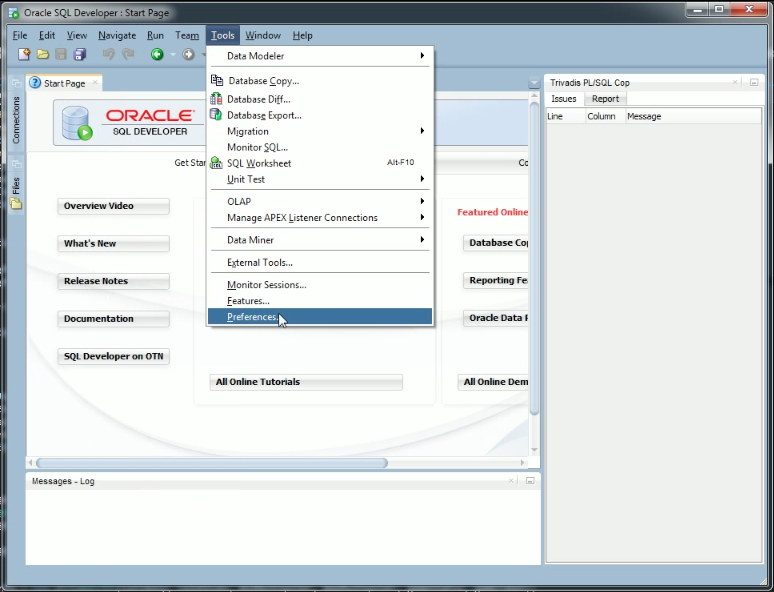 Oracle SQL Developer : Start Page
File Edit View Navigate Run Team Tools Window Help
Connections
Files
Start Page
ORACLE
SQL DEVELOPER
Get Star
Overview Video
What's New
Release Notes
Documentation
SQL Developer on OTN
Data Modeler
Database Copy...
Database Diff...
Database Export...
Migration
Monitor SQL...
SQL Worksheet Alt-F10
Unit Test
OLAP
Manage APEX Listener Connections
Data Miner
External Tools...
Monitor Sessions...
Features...
Preferences...
All Online Tutorials
Co
Featured Online
Database Cop
Reporting Fea
Oracle Data P
All Online Dem
Trivadis PL/SQL Cop
Issues Report
Line Column Message
Messages - Log